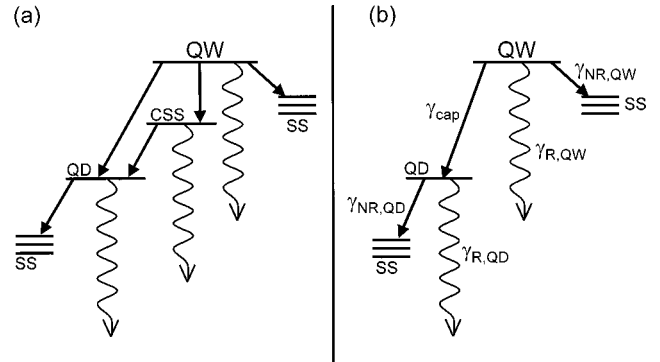 (a)
QW
CSS
SS
QD
SS
(b)
QW
γNR,QW
SS
γcap
γR,QW
QD
γNR,QD
SS
γR,QD